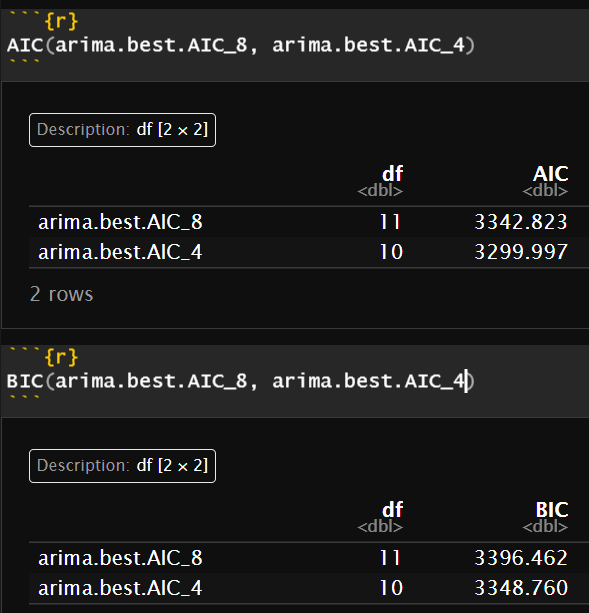 ```{r}
AIC(arima.best.AIC_8, arima.best.AIC_4)
```
Description: df [2 × 2]
df AIC
<dbl> <dbl>
arima.best.AIC_8 11 3342.823
arima.best.AIC_4 10 3299.997
2 rows
```{r}
BIC(arima.best.AIC_8, arima.best.AIC_4)
```
Description: df [2 × 2]
df BIC
<dbl> <dbl>
arima.best.AIC_8 11 3396.462
arima.best.AIC_4 10 3348.760